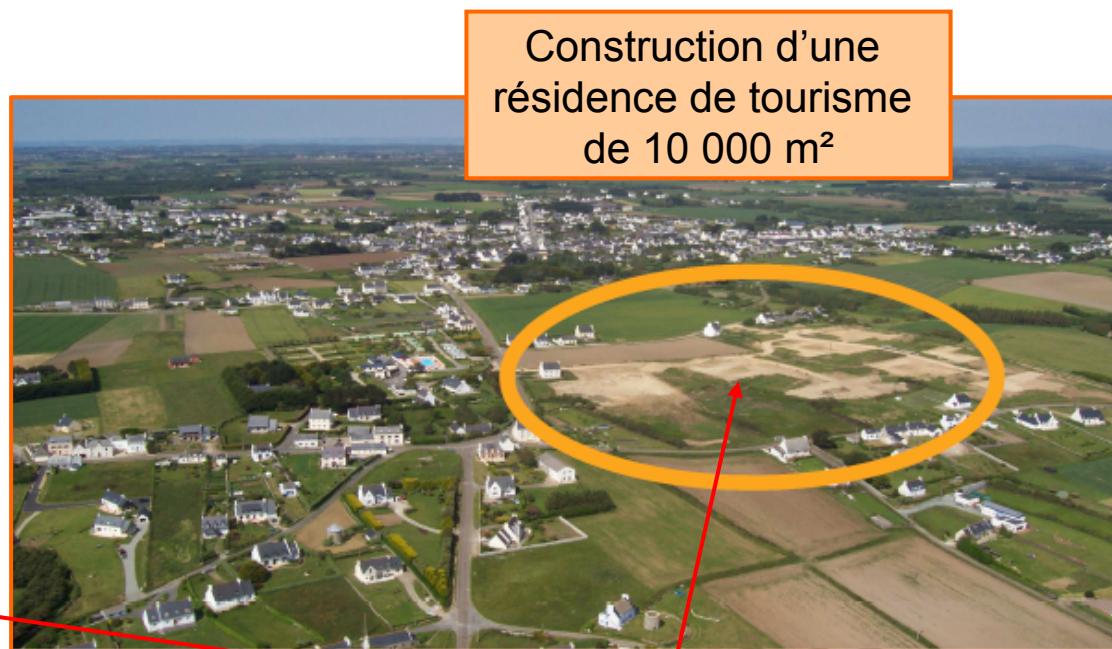 Construction d’une
résidence de tourisme
de 10 000 m²